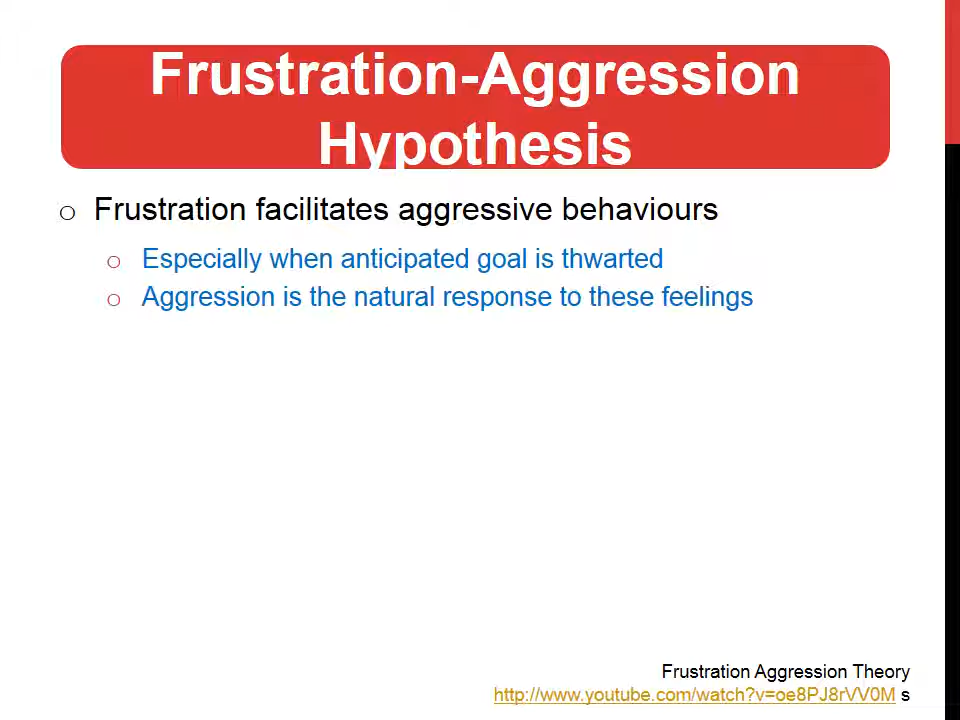 Frustration-Aggression
Hypothesis
o Frustration facilitates aggressive behaviours
o Especially when anticipated goal is thwarted
o Aggression is the natural response to these feelings
Frustration Aggression Theory
http://www.youtube.com/watch?v=oe8PJ8rVV0M s